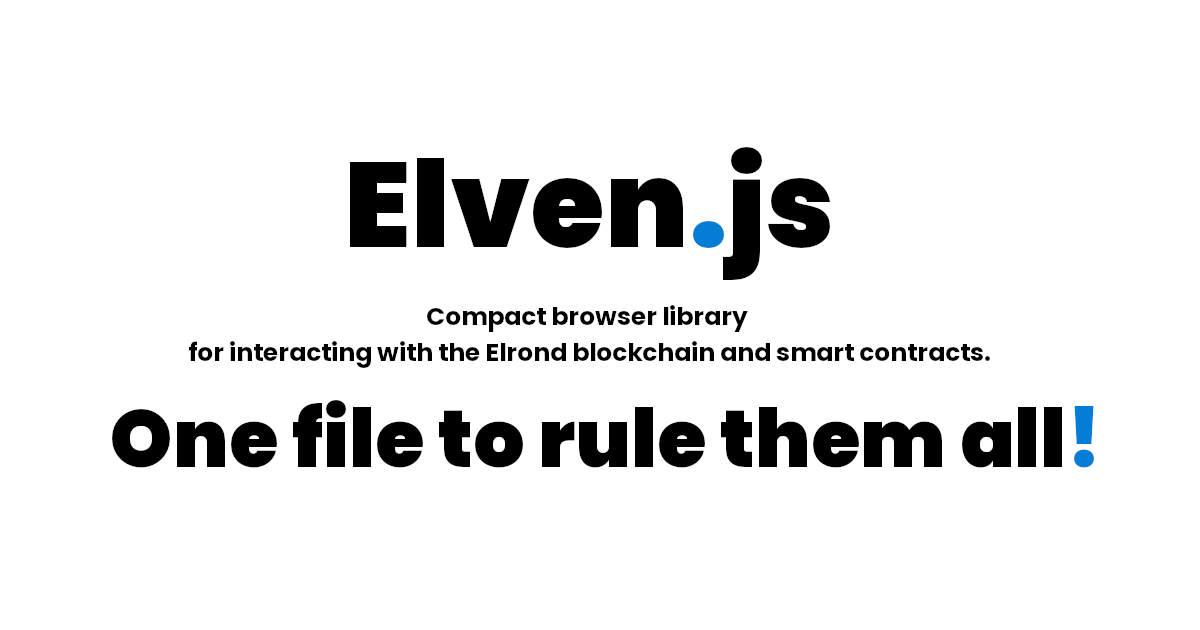 Elven.js
Compact browser library
for interacting with the Elrond blockchain and smart contracts.
One file to rule them all!